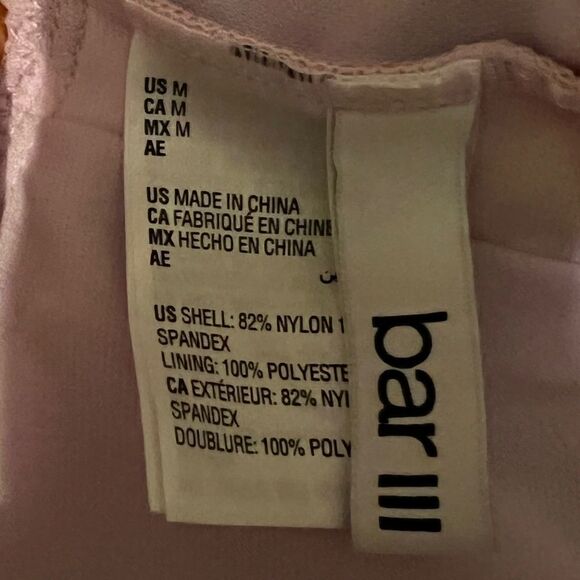 US M
CA M
MX M
AE
US MADE IN CHINA
CA FABRIQUÉ EN CHINE
MX HECHO EN CHINA
AE
US SHELL: 82% NYLON 1
SPANDEX
LINING: 100% POLYESTE
CA EXTÉRIEUR: 82% NYL
SPANDEX
DOUBLURE: 100% POLY
bar III